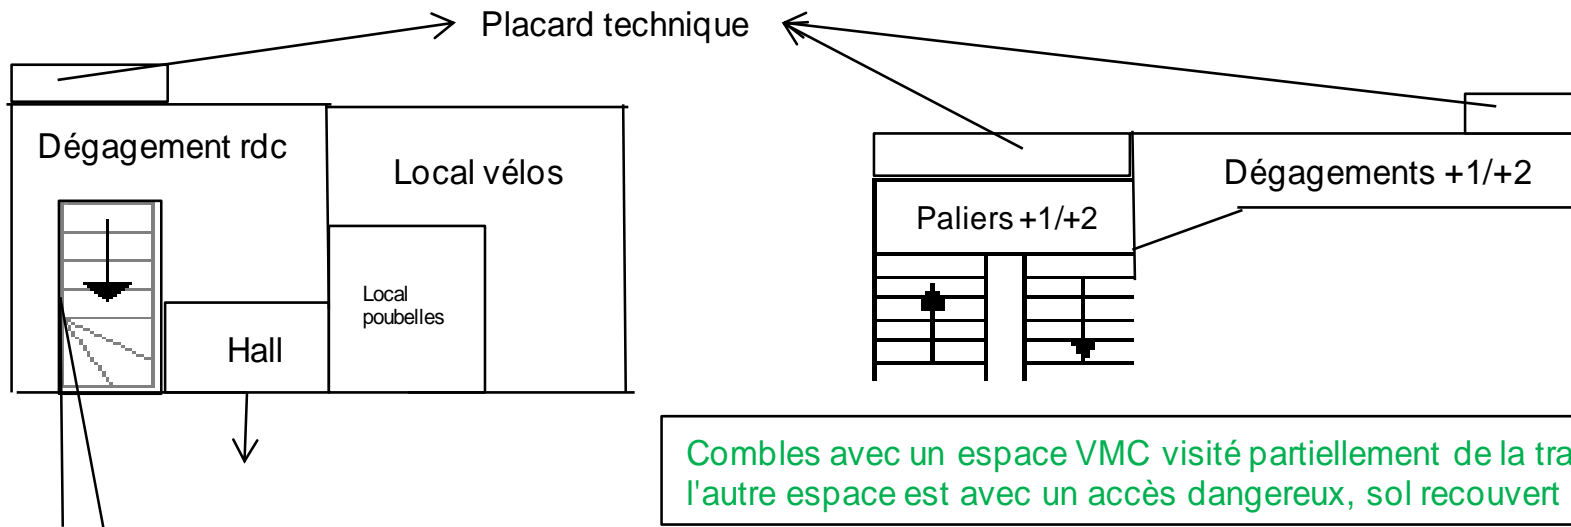 Placard technique
Dégagement rdc
Local vélos
Local
poubelles
Hall
Dégagements +1/+2
Paliers +1/+2
Combles avec un espace VMC visité partiellement de la
l'autre espace est avec un accès dangereux, sol recouvert